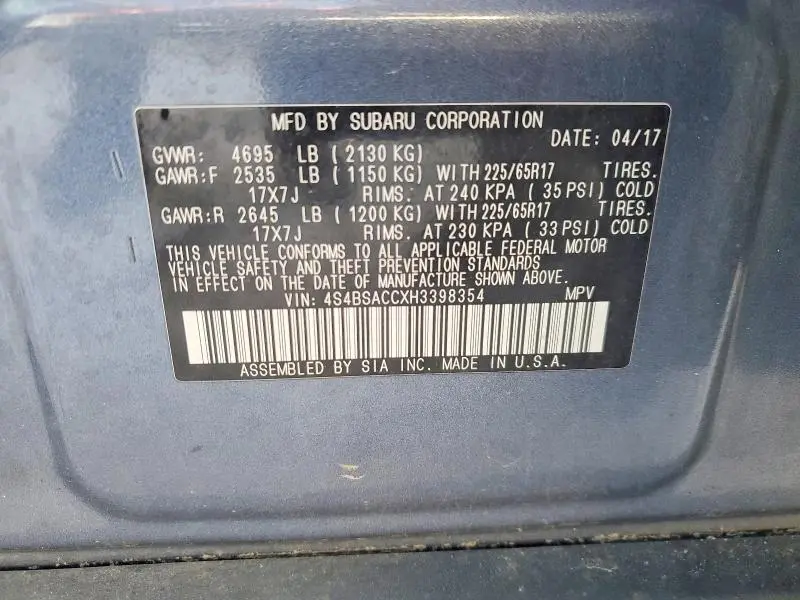 MFD BY SUBARU CORPORATION
DATE: 04/17
GVWR: 4695 LB (2130 KG)
GAWR:F 2535 LB (1150 KG) WITH 225/65R17 TIRES.
17X7J RIMS. AT 240 KPA (35 PSI) COLD
GAWR:R 2645 LB (1200 KG) WITH 225/65R17 TIRES.
17X7J RIMS. AT 230 KPA (33 PSI) COLD
THIS VEHICLE CONFORMS TO ALL APPLICABLE FEDERAL MOTOR
VEHICLE SAFETY AND THEFT PREVENTION STANDARDS
IN EFFECT ON THE DATE OF MANUFACTURE SHOWN ABOVE.
VIN: 4S4BSACCXH3398354 MPV
ASSEMBLED BY SIA INC. MADE IN U.S.A.